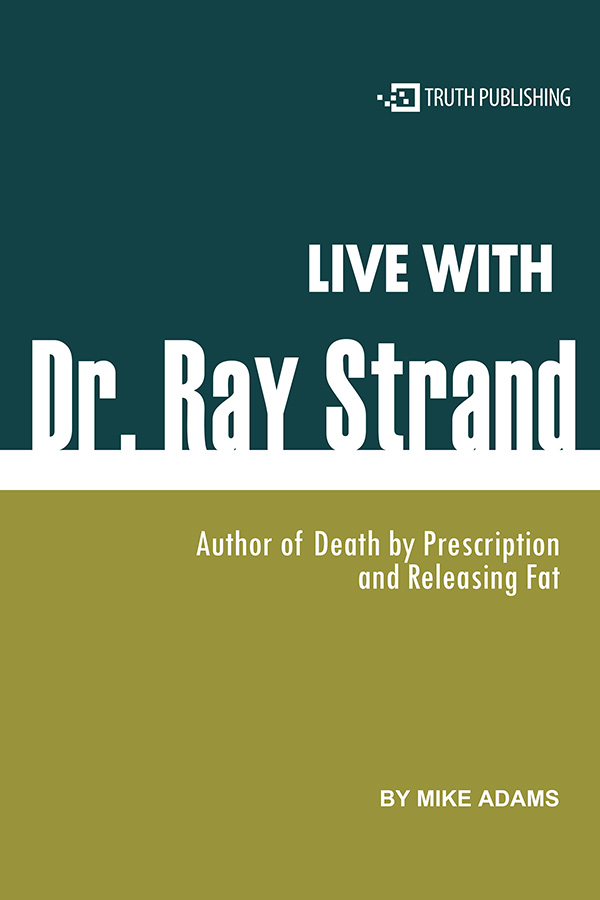 TRUTH PUBLISHING
LIVE WITH
Dr. Ray Strand
Author of Death by Prescription
and Releasing Fat
BY MIKE ADAMS